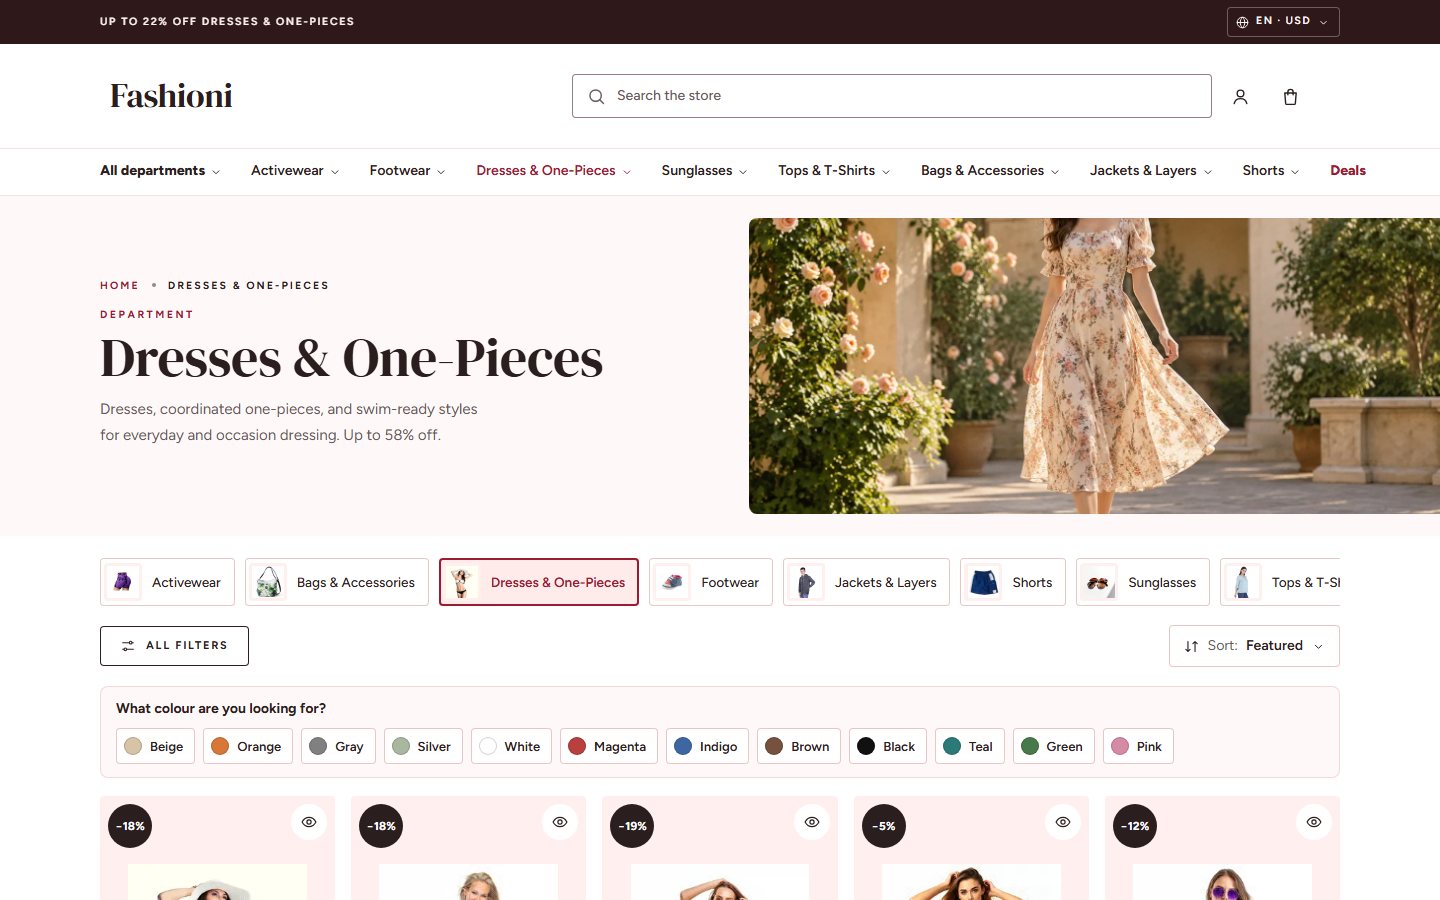 UP TO 22% OFF DRESSES & ONE-PIECES
EN · USD
Fashioni
Search the store
All departments
Activewear
Footwear
Dresses & One-Pieces
Sunglasses
Tops & T-Shirts
Bags & Accessories
Jackets & Layers
Shorts
Deals
HOME • DRESSES & ONE-PIECES
DEPARTMENT
Dresses & One-Pieces
Dresses, coordinated one-pieces, and swim-ready styles
for everyday and occasion dressing. Up to 58% off.
Activewear
Bags & Accessories
Dresses & One-Pieces
Footwear
Jackets & Layers
Shorts
Sunglasses
Tops & T-Sh
ALL FILTERS
Sort: Featured
What colour are you looking for?
Beige
Orange
Gray
Silver
White
Magenta
Indigo
Brown
Black
Teal
Green
Pink
-18%
-18%
-19%
-5%
-12%